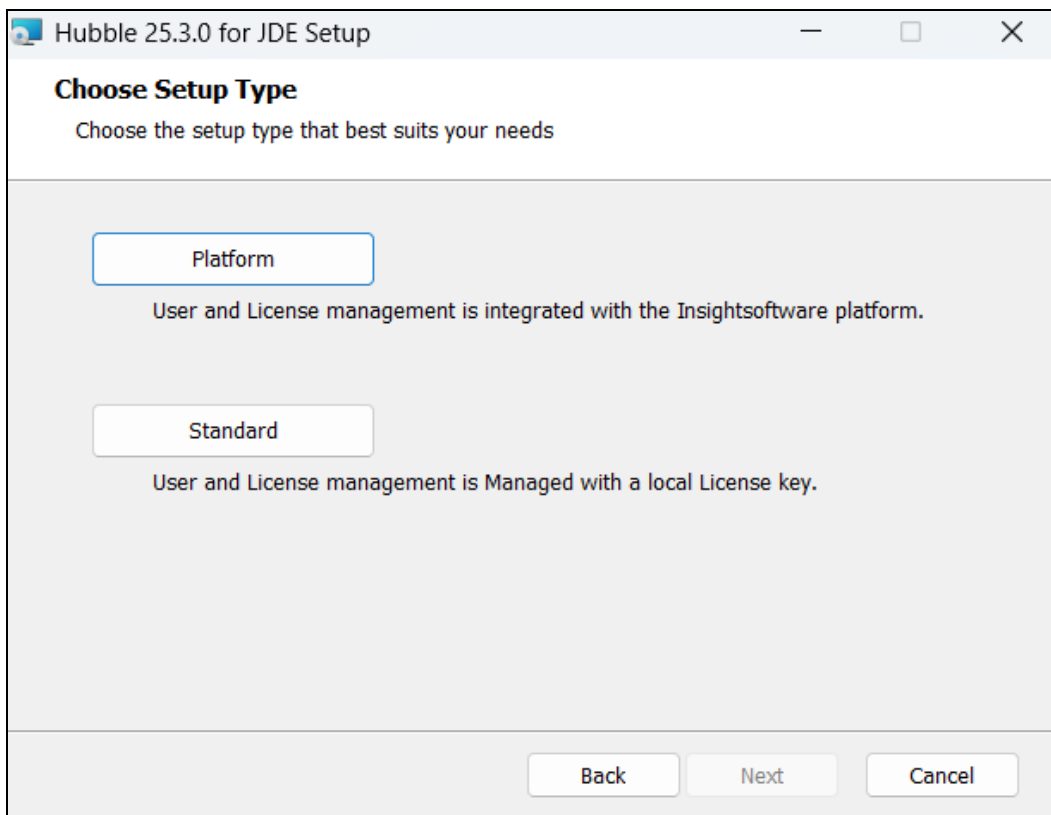 Hubble 25.3.0 for JDE Setup
Choose Setup Type
Choose the setup type that best suits your needs
Platform
User and License management is integrated with the Insightsoftware platform.
Standard
User and License management is Managed with a local License key.
Back Next Cancel